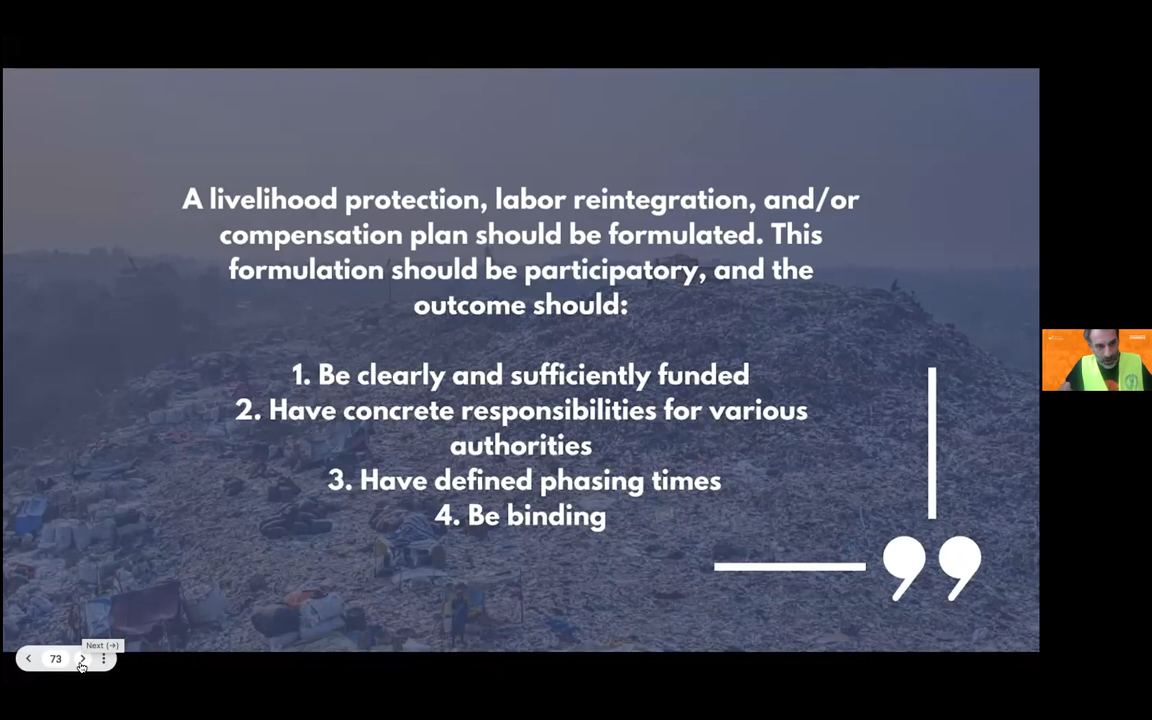 A livelihood protection, labor reintegration, and/or
compensation plan should be formulated. This
formulation should be participatory, and the
outcome should:
1. Be clearly and sufficiently funded
2. Have concrete responsibilities for various
authorities
3. Have defined phasing times
4. Be binding
”
Next (→)
73